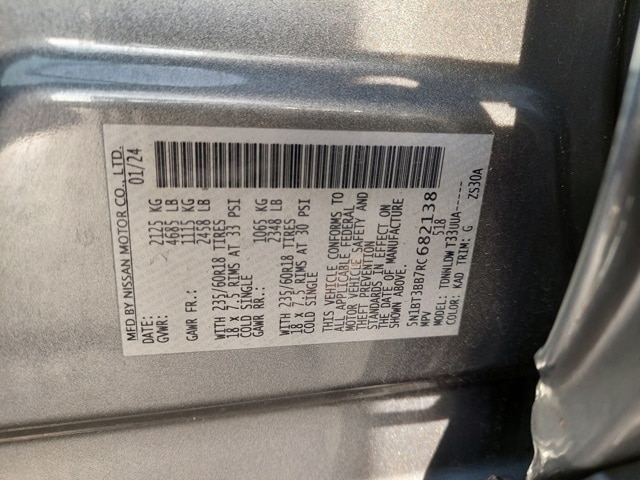 MFD BY NISSAN MOTOR CO., LTD.
DATE: 01/24
GVWR: 2125 KG
4685 LB
GAWR FR.: 1115 KG
2458 LB
WITH 235/60R18 TIRES
18 X 7.5 RIMS AT 33 PSI
COLD SINGLE
GAWR RR.: 1065 KG
2348 LB
WITH 235/60R18 TIRES
18 X 7.5 RIMS AT 30 PSI
COLD SINGLE
THIS VEHICLE CONFORMS TO
ALL APPLICABLE FEDERAL
MOTOR VEHICLE SAFETY AND
THEFT PREVENTION
STANDARDS IN EFFECT ON
THE DATE OF MANUFACTURE
SHOWN ABOVE.
5N1BT3BB7RC682138
MPV 518
MODEL: TDWNLDWT33UUA------
COLOR: KAD TRIM: G ZS30A